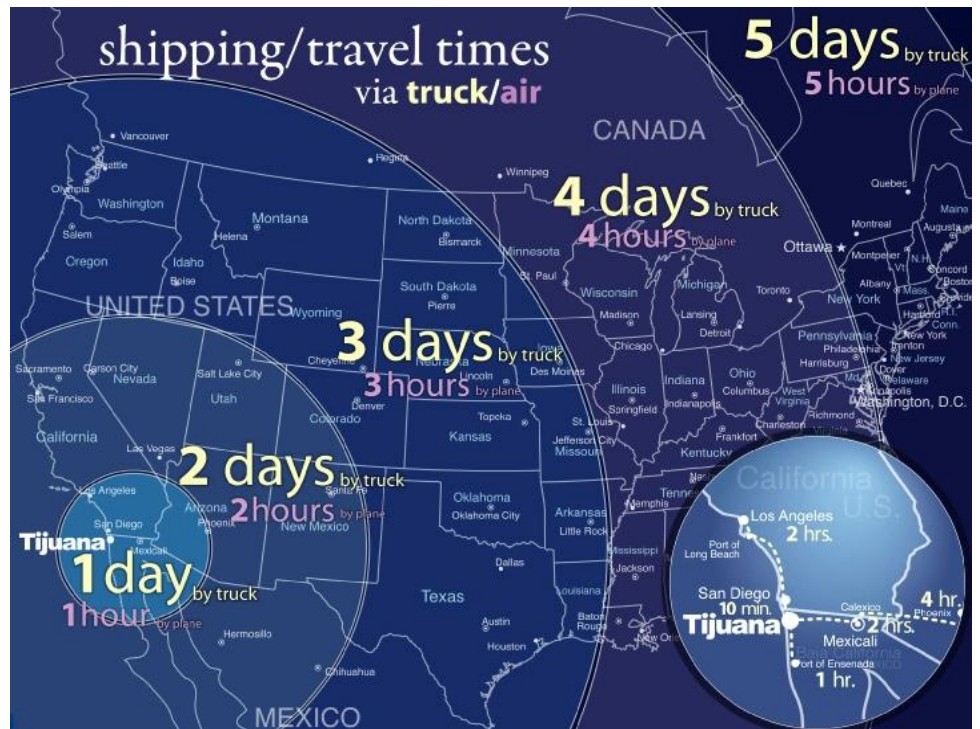 shipping/travel times
via truck/air
5 days by truck
5 hours by plane
CANADA
Vancouver
Regina
Winnipeg
Seattle
Olympia
Washington
Montana
Helena
North Dakota
Bismarck
4 days by truck
4 hours by plane
Quebec
Maine
Augusta
Montreal
Ottawa
Montpelier
Vt.
N.H.
Concord
Salem
Oregon
Idaho
Boise
Minnesota
St. Paul
South Dakota
Pierre
Wisconsin
Madison
Michigan
Lansing
Detroit
Toronto
Albany
Mass.
Boston
New York
Hartford
R.I.
Conn.
New York
UNITED STATES
Wyoming
Cheyenne
3 days by truck
3 hours by plane
Nebraska
Lincoln
Iowa
Des Moines
Chicago
Pennsylvania
Philadelphia
Harrisburg
Trenton
New Jersey
Dover
Delaware
Md.
Annapolis
Washington, D.C.
Sacramento
Carson City
Nevada
Salt Lake City
Utah
San Francisco
California
Colorado
Denver
Topeka
Kansas
Illinois
Springfield
Indiana
Indianapolis
Ohio
Columbus
West
Virginia
Charleston
Richmond
Virginia
St. Louis
Jefferson City
Missouri
Frankfort
Kentucky
Las Vegas
2 days by truck
2 hours by plane
Los Angeles
Arizona
Phoenix
Santa Fe
New Mexico
Oklahoma
Oklahoma City
Arkansas
Little Rock
Memphis
San Diego
Tijuana
Mexicali
1 day by truck
1 hour by plane
Hermosillo
Chihuahua
MEXICO
Dallas
Texas
Austin
Houston
Mississippi
Jackson
Louisiana
Baton
Rouge
California
U.S.
Los Angeles
2 hrs.
Port of
Long Beach
San Diego
10 min.
Tijuana
Calexico
4 hr.
Phoenix
2 hrs.
Mexicali
Baja California
MEXICO
Port of Ensenada
1 hr.